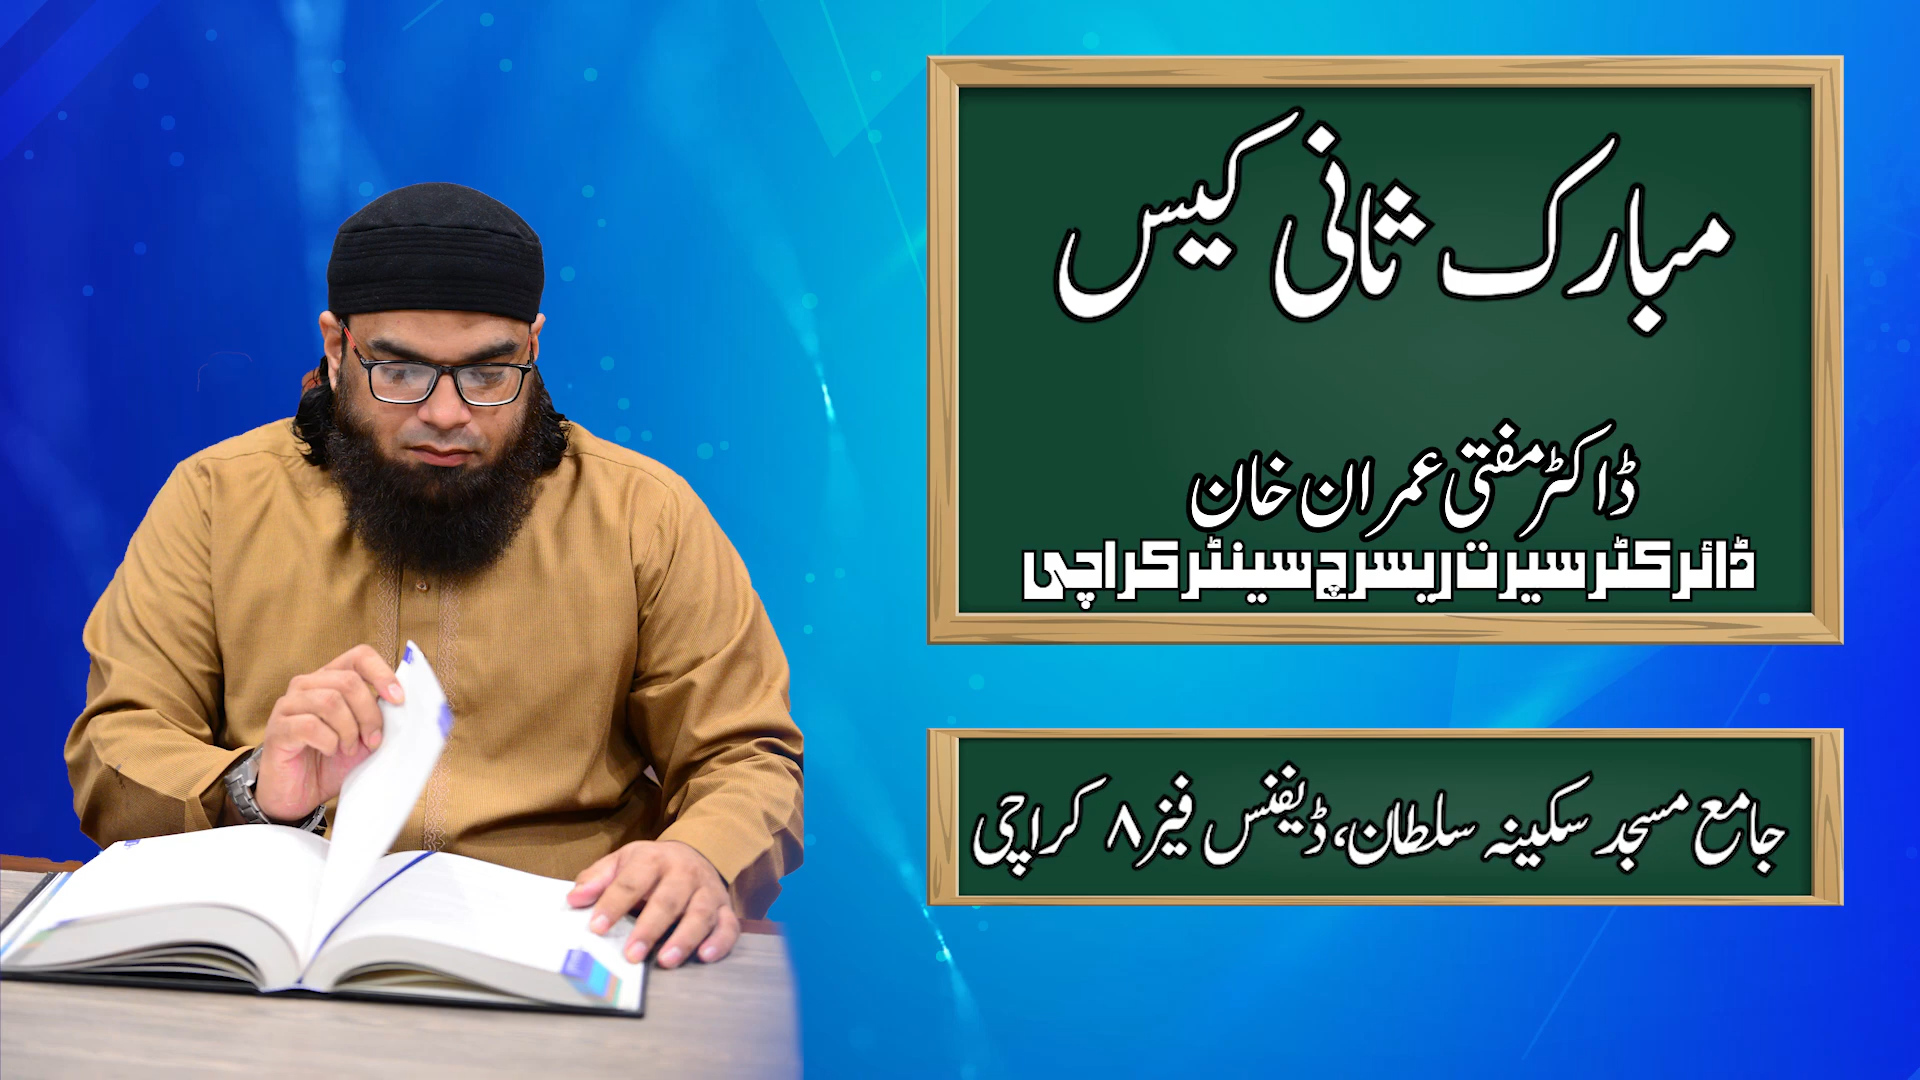 مبارک ثانی کیس
ڈاکٹر مفتی عمران خان
ڈائرکٹر سیرت ریسرچ سینٹر کراچی
جامع مسجد سکینہ سلطان، ڈیفنس فیز ۸ کراچی